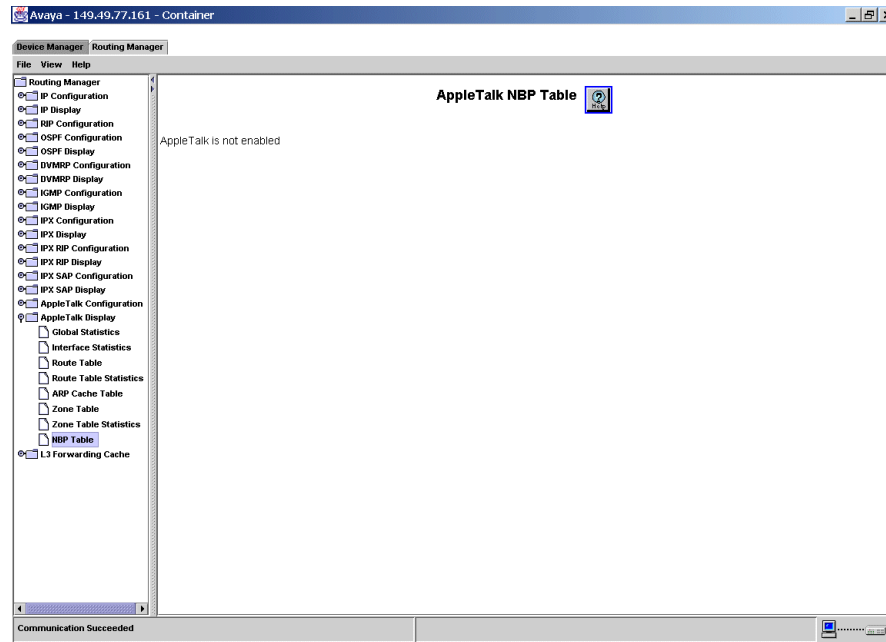 Avaya - 149.49.77.161 - Container
Device Manager Routing Manager
File View Help
Routing Manager
IP Configuration
IP Display
RIP Configuration
OSPF Configuration
OSPF Display
DVMRP Configuration
DVMRP Display
IGMP Configuration
IGMP Display
IPX Configuration
IPX Display
IPX RIP Configuration
IPX RIP Display
IPX SAP Configuration
IPX SAP Display
AppleTalk Configuration
AppleTalk Display
Global Statistics
Interface Statistics
Route Table
Route Table Statistics
ARP Cache Table
Zone Table
Zone Table Statistics
NBP Table
L3 Forwarding Cache
AppleTalk NBP Table
Help
AppleTalk is not enabled
Communication Succeeded